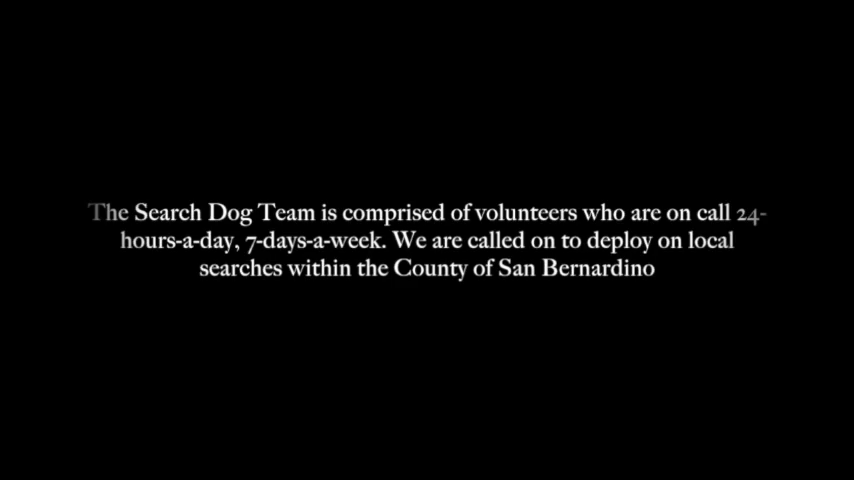 The Search Dog Team is comprised of volunteers who are on call 24-
hours-a-day, 7-days-a-week. We are called on to deploy on local
searches within the County of San Bernardino